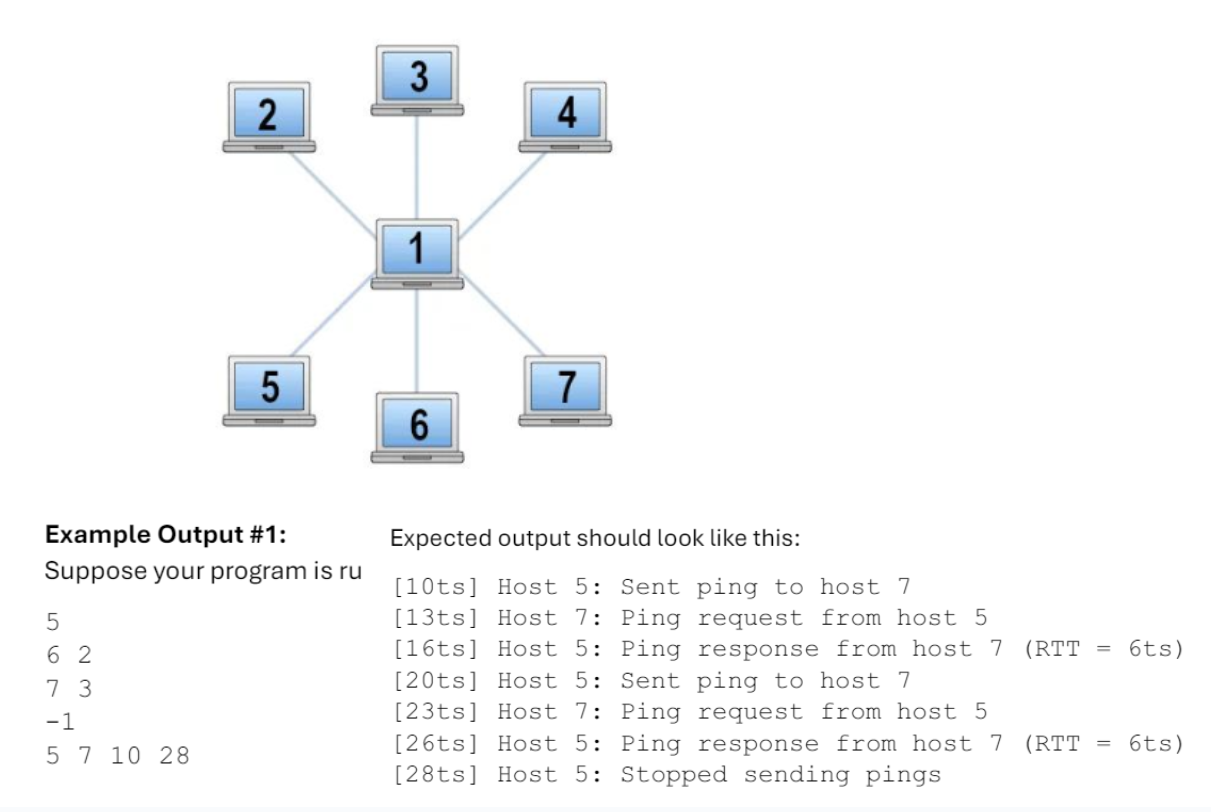 3
2
4
1
5
7
6
Example Output #1:
Suppose your program is ru
5
6 2
7 3
-1
5 7 10 28
Expected output should look like this:
[10ts] Host 5: Sent ping to host 7
[13ts] Host 7: Ping request from host 5
[16ts] Host 5: Ping response from host 7 (RTT = 6ts)
[20ts] Host 5: Sent ping to host 7
[23ts] Host 7: Ping request from host 5
[26ts] Host 5: Ping response from host 7 (RTT = 6ts)
[28ts] Host 5: Stopped sending pings